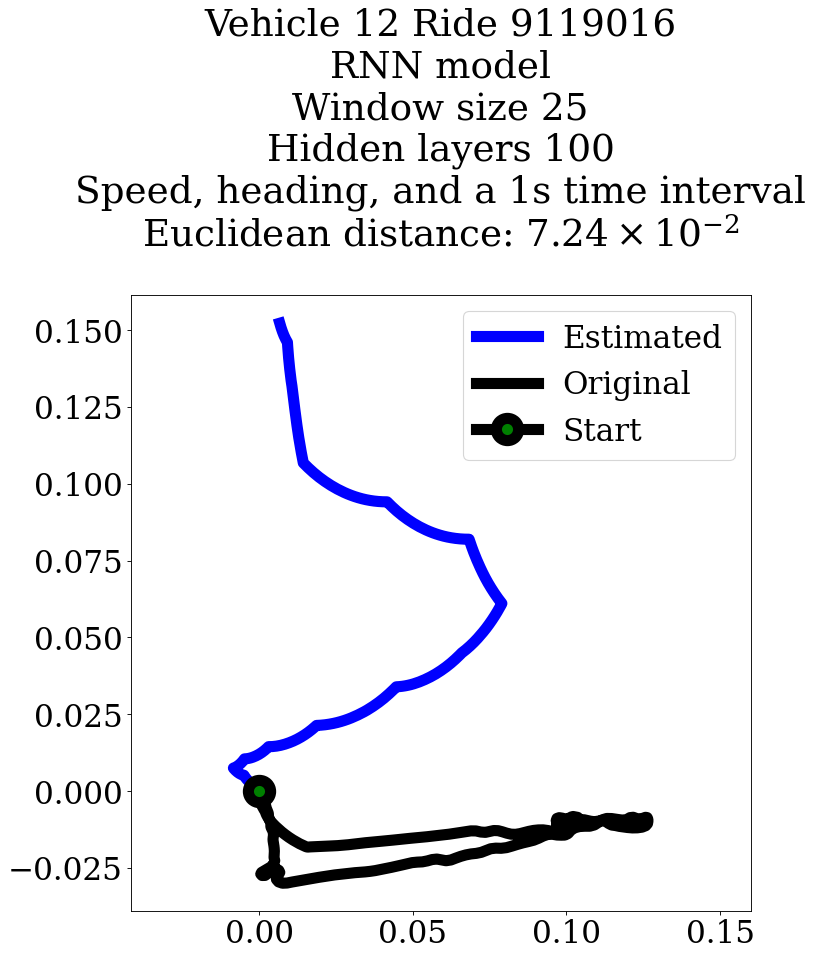 Vehicle 12 Ride 9119016
RNN model
Window size 25
Hidden layers 100
Speed, heading, and a 1s time interval
Euclidean distance: 7.24 × 10⁻²
Estimated
Original
Start
0.150
0.125
0.100
0.075
0.050
0.025
0.000
−0.025
0.00 0.05 0.10 0.15